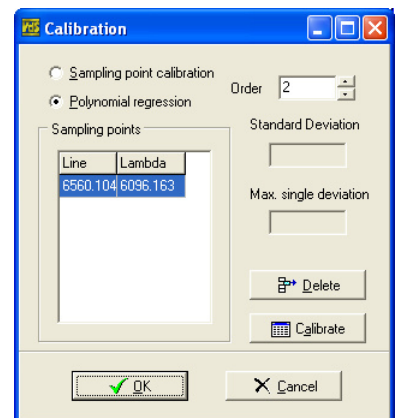 Calibration
Sampling point calibration
Polynomial regression
Order 2
Sampling points
Line Lambda
6560.104 6096.163
Standard Deviation
Max. single deviation
Delete
Calibrate
OK
Cancel